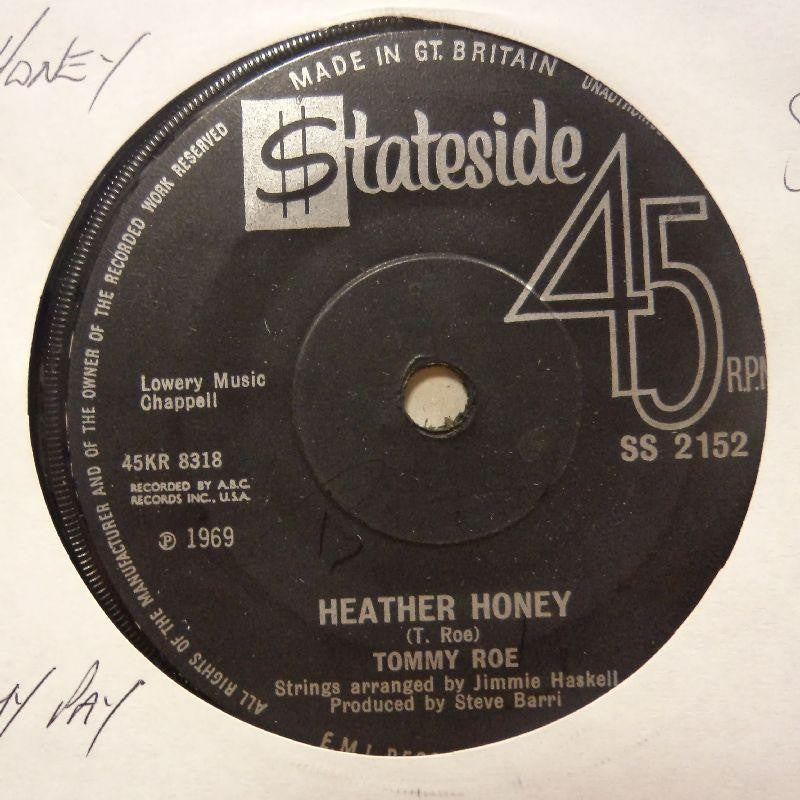 HONEY
MADE IN GT. BRITAIN
ALL RIGHTS OF THE MANUFACTURER AND OF THE OWNER OF THE RECORDED WORK RESERVED
$tateside
45
R.P.M
SS 2152
Lowery Music
Chappell
45KR 8318
RECORDED BY A.B.C.
RECORDS INC., U.S.A.
℗ 1969
HEATHER HONEY
(T. Roe)
TOMMY ROE
Strings arranged by Jimmie Haskell
Produced by Steve Barri
E.M.I.
PAY